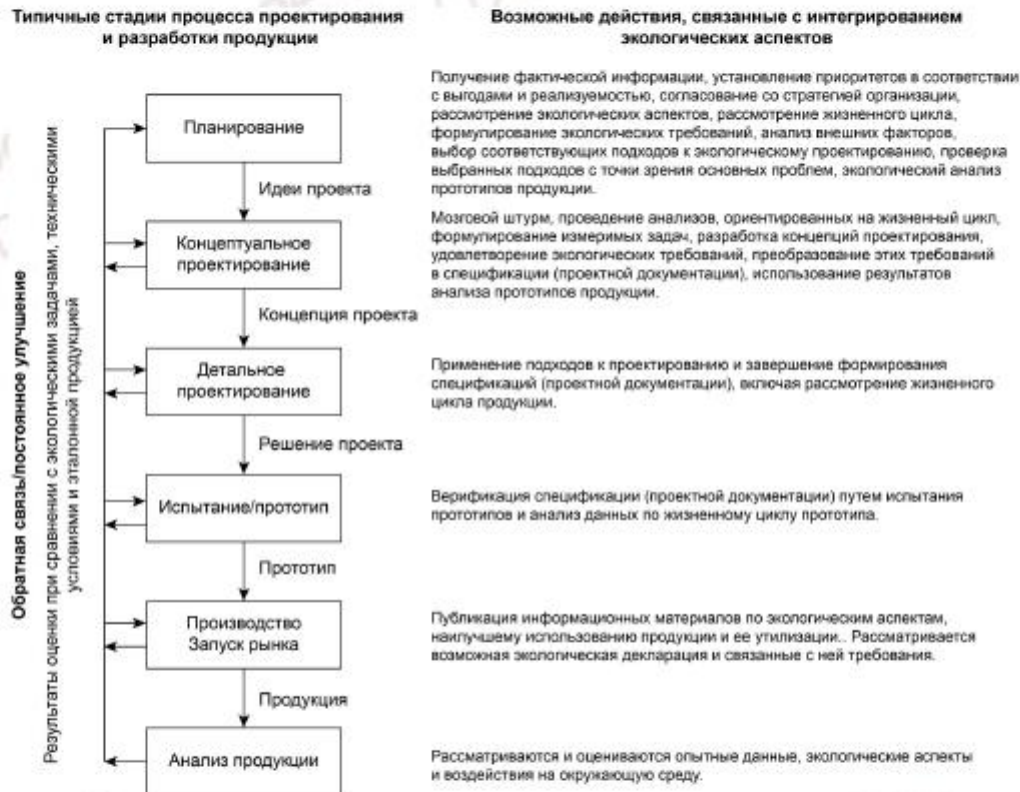 Типичные стадии процесса проектирования
и разработки продукции
Возможные действия, связанные с интегрированием
экологических аспектов
Обратная связь/постоянное улучшение
Результаты оценки при сравнении с экологическими задачами, техническими
условиями и эталонной продукцией
Планирование
Получение фактической информации, установление приоритетов в соответствии
с выгодами и реализуемостью, согласование со стратегией организации,
рассмотрение экологических аспектов, рассмотрение жизненного цикла,
формулирование экологических требований, анализ внешних факторов,
выбор соответствующих подходов к экологическому проектированию, проверка
выбранных подходов с точки зрения основных проблем, экологический анализ
прототипов продукции.
Идеи проекта
Концептуальное
проектирование
Мозговой штурм, проведение анализов, ориентированных на жизненный цикл,
формулирование измеримых задач, разработка концепций проектирования,
удовлетворение экологических требований, преобразование этих требований
в спецификации (проектной документации), использование результатов
анализа прототипов продукции.
Концепция проекта
Детальное
проектирование
Применение подходов к проектированию и завершение формирования
спецификаций (проектной документации), включая рассмотрение жизненного
цикла продукции.
Решение проекта
Испытание/прототип
Верификация спецификации (проектной документации) путем испытания
прототипов и анализ данных по жизненному циклу прототипа.
Прототип
Производство
Запуск рынка
Публикация информационных материалов по экологическим аспектам,
наилучшему использованию продукции и ее утилизации.. Рассматривается
возможная экологическая декларация и связанные с ней требования.
Продукция
Анализ продукции
Рассматриваются и оцениваются опытные данные, экологические аспекты
и воздействия на окружающую среду.